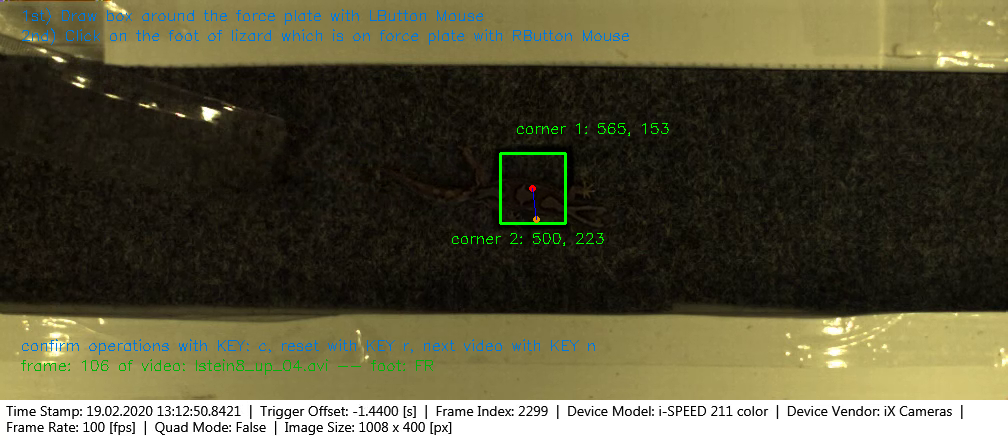 1st) Draw box around the force plate with LButton Mouse
2nd) Click on the foot of lizard which is on force plate with RButton Mouse
corner 1: 565, 153
corner 2: 500, 223
confirm operations with KEY: c, reset with KEY r, next video with KEY n
frame: 106 of video: lstein8_up_04.avi -- foot: FR
Time Stamp: 19.02.2020 13:12:50.8421 | Trigger Offset: -1.4400 [s] | Frame Index: 2299 | Device Model: i-SPEED 211 color | Device Vendor: iX Cameras |
Frame Rate: 100 [fps] | Quad Mode: False | Image Size: 1008 x 400 [px]